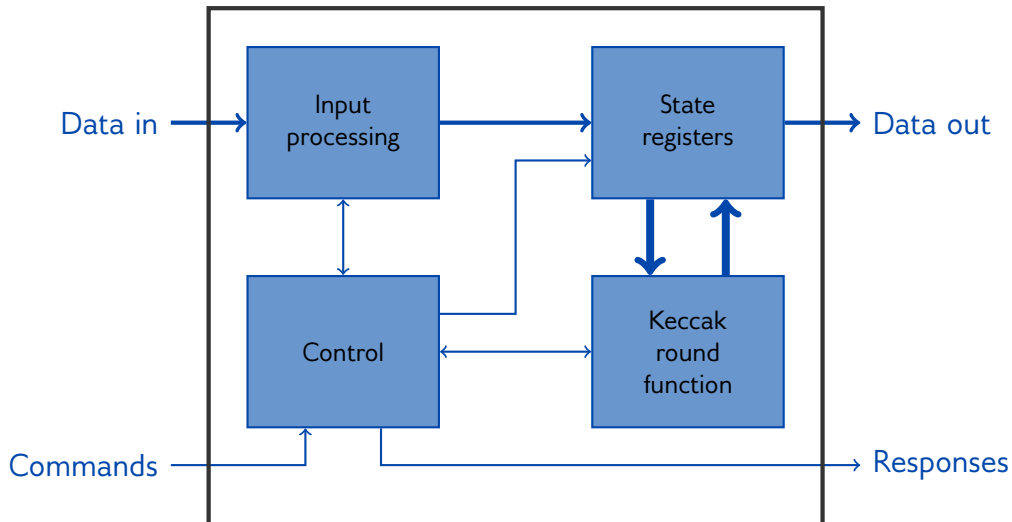 Data in
Input
processing
State
registers
Data out
Control
Keccak
round
function
Commands
Responses